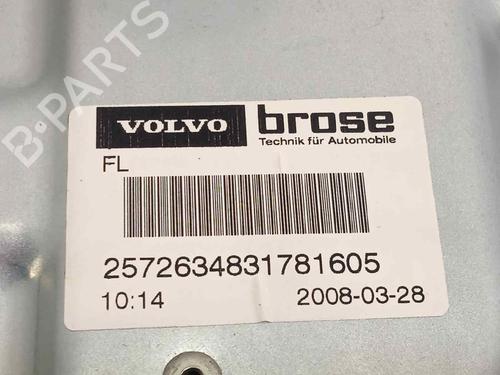 VOLVO brose
Technik für Automobile
FL
2572634831781605
10:14 2008-03-28
B-PARTS